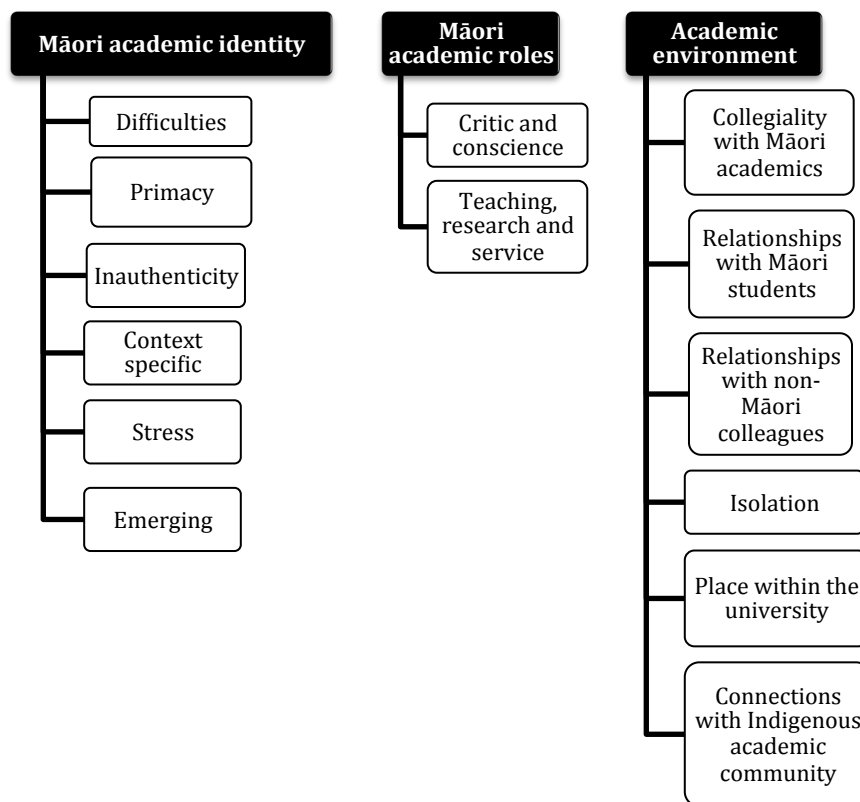 Māori academic identity
Difficulties
Primacy
Inauthenticity
Context
specific
Stress
Emerging
Māori
academic roles
Critic and
conscience
Teaching,
research and
service
Academic
environment
Collegiality
with Māori
academics
Relationships
with Māori
students
Relationships
with non-
Māori
colleagues
Isolation
Place within the
university
Connections
with Indigenous
academic
community